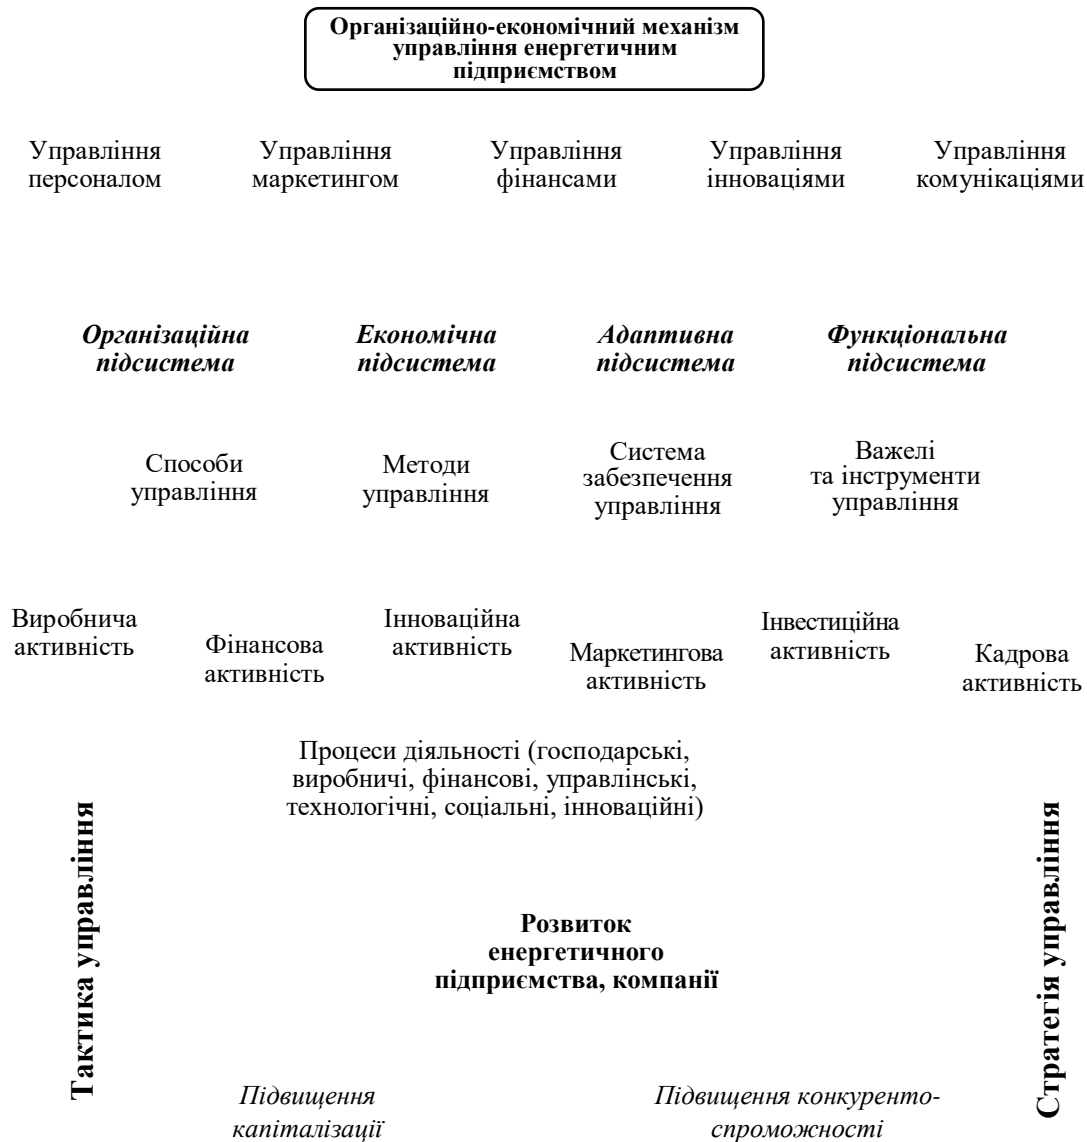 Організаційно-економічний механізм
управління енергетичним
підприємством
Управління
персоналом
Управління
маркетингом
Управління
фінансами
Управління
інноваціями
Управління
комунікаціями
Організаційна
підсистема
Економічна
підсистема
Адаптивна
підсистема
Функціональна
підсистема
Способи
управління
Методи
управління
Система
забезпечення
управління
Важелі
та інструменти
управління
Виробнича
активність
Фінансова
активність
Інноваційна
активність
Маркетингова
активність
Інвестиційна
активність
Кадрова
активність
Процеси діяльності (господарські,
виробничі, фінансові, управлінські,
технологічні, соціальні, інноваційні)
Тактика управління
Розвиток
енергетичного
підприємства, компанії
Стратегія управління
Підвищення
капіталізації
Підвищення конкуренто-
спроможності